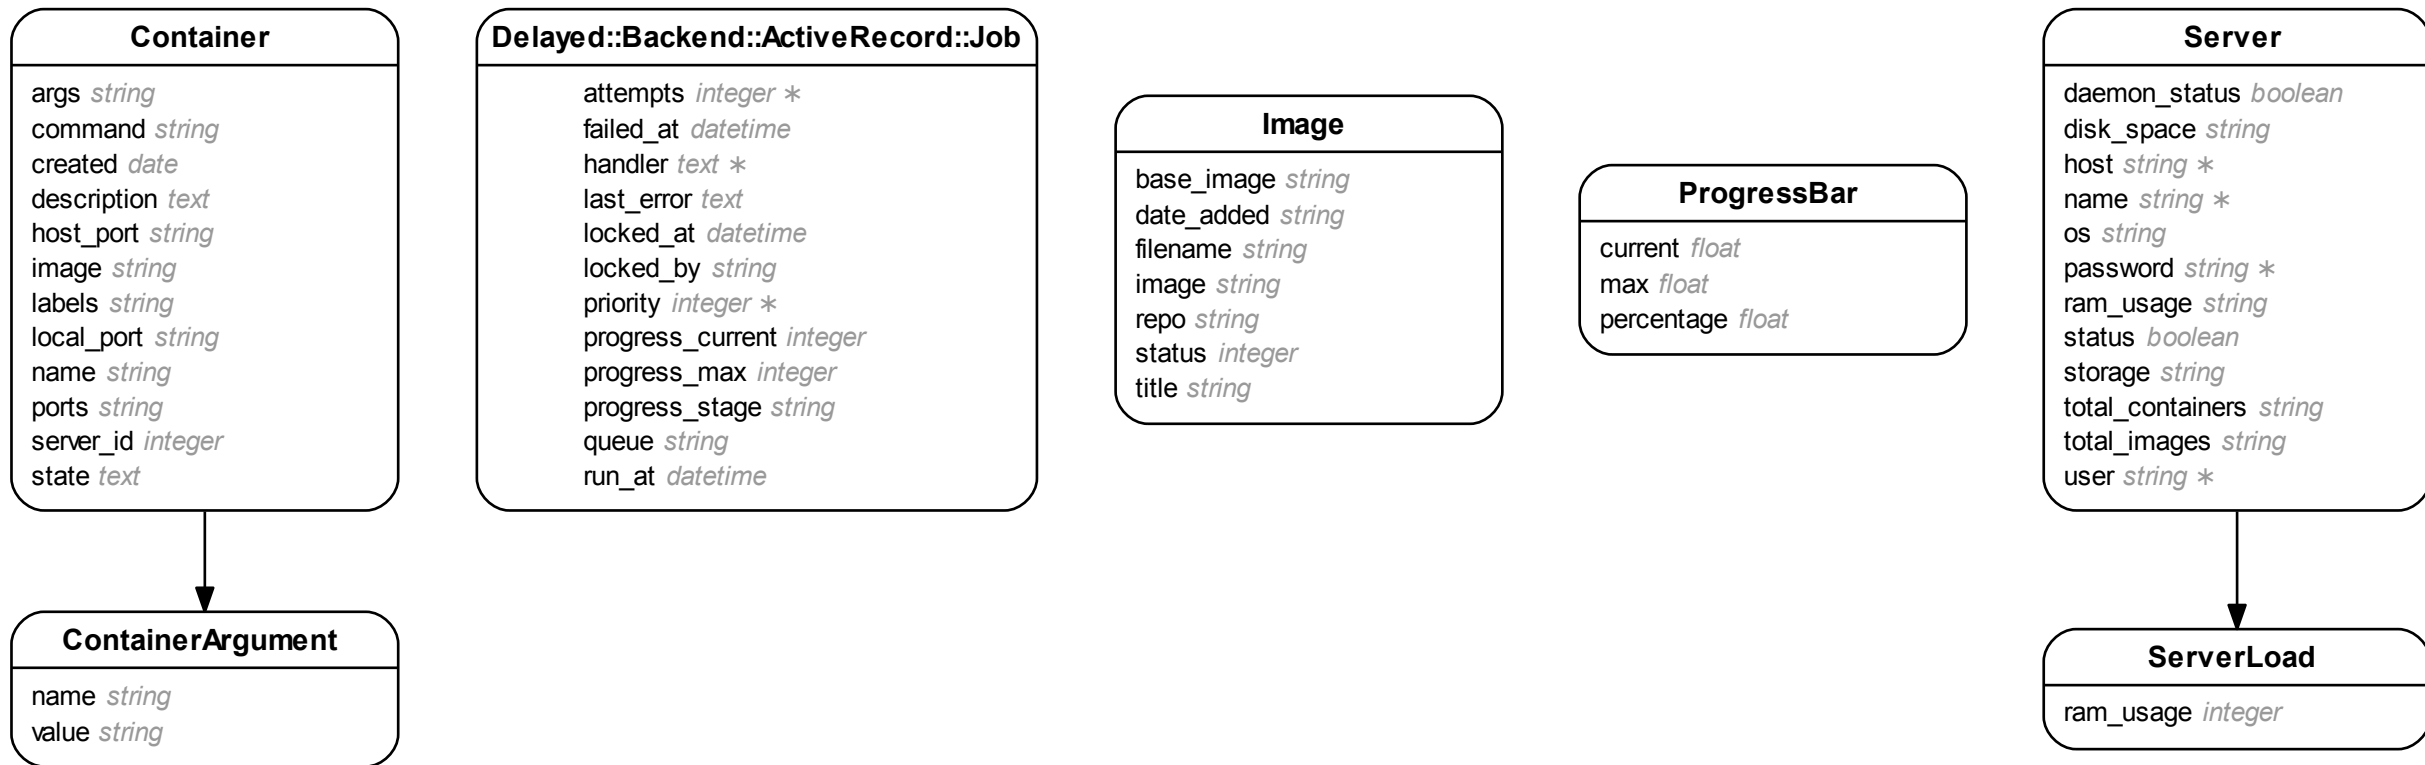 Container
args string
command string
created date
description text
host_port string
image string
labels string
local_port string
name string
ports string
server_id integer
state text
ContainerArgument
name string
value string
Delayed::Backend::ActiveRecord::Job
attempts integer ∗
failed_at datetime
handler text ∗
last_error text
locked_at datetime
locked_by string
priority integer ∗
progress_current integer
progress_max integer
progress_stage string
queue string
run_at datetime
Image
base_image string
date_added string
filename string
image string
repo string
status integer
title string
ProgressBar
current float
max float
percentage float
Server
daemon_status boolean
disk_space string
host string ∗
name string ∗
os string
password string ∗
ram_usage string
status boolean
storage string
total_containers string
total_images string
user string ∗
ServerLoad
ram_usage integer